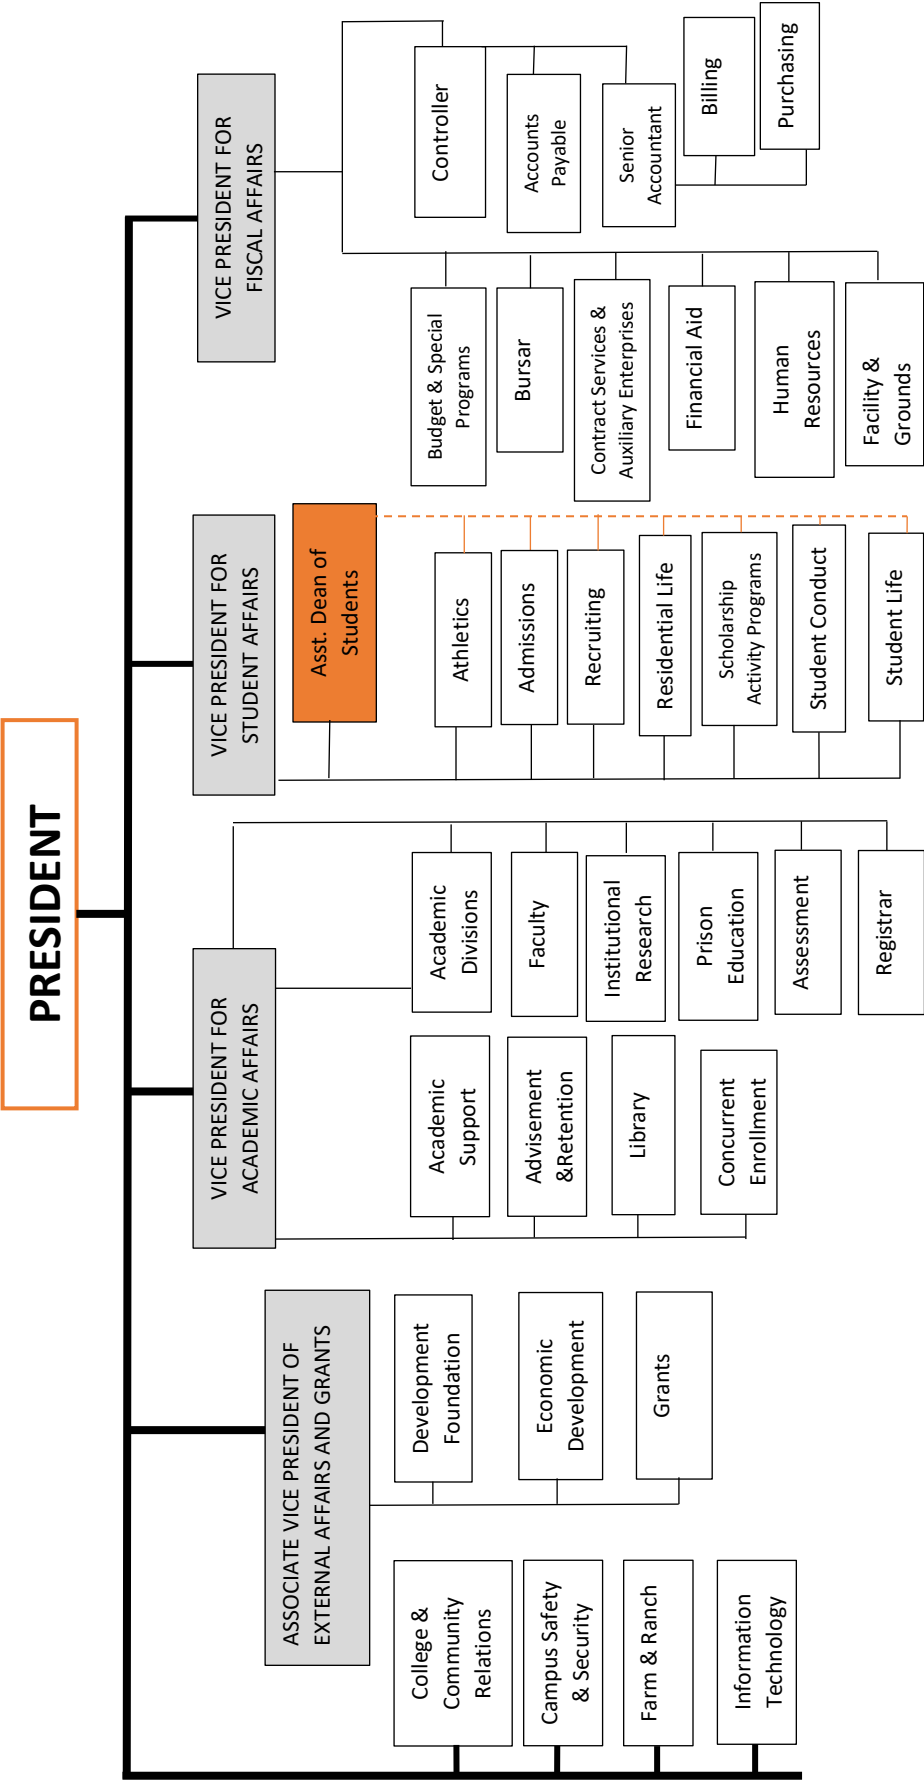 PRESIDENT
ASSOCIATE VICE PRESIDENT OF
EXTERNAL AFFAIRS AND GRANTS
VICE PRESIDENT FOR
ACADEMIC AFFAIRS
VICE PRESIDENT FOR
STUDENT AFFAIRS
VICE PRESIDENT FOR
FISCAL AFFAIRS
College &
Community
Relations
Campus Safety
& Security
Farm & Ranch
Information
Technology
Development
Foundation
Economic
Development
Grants
Academic
Support
Advisement
&Retention
Library
Concurrent
Enrollment
Academic
Divisions
Faculty
Institutional
Research
Prison
Education
Assessment
Registrar
Asst. Dean of
Students
Athletics
Admissions
Recruiting
Residential Life
Scholarship
Activity Programs
Student Conduct
Student Life
Budget & Special
Programs
Bursar
Contract Services &
Auxiliary Enterprises
Financial Aid
Human
Resources
Facility &
Grounds
Controller
Accounts
Payable
Senior
Accountant
Billing
Purchasing